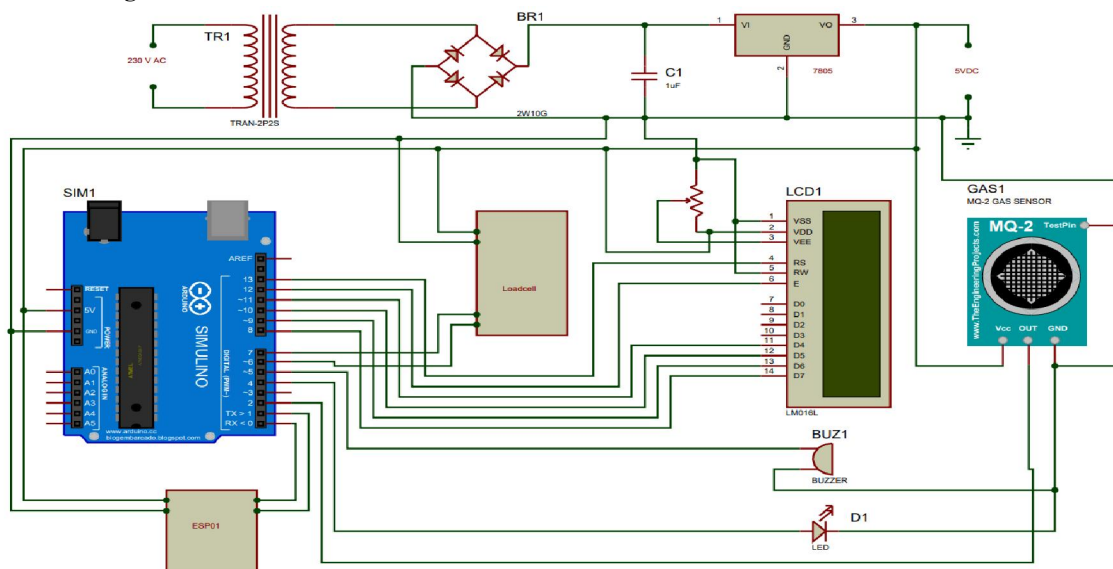 TR1
230 V AC
TRAN-2P2S
BR1
2W10G
C1
1uF
1
VI
VO
3
GND
2
7805
5VDC
SIM1
RESET
5V
GND
POWER
A0
A1
A2
A3
A4
A5
ANALOG IN
AREF
13
12
~11
~10
~9
8
7
~6
~5
4
~3
2
TX > 1
RX < 0
DIGITAL (PWM~)
ARDUINO
SIMULINO
www.arduino.cc
blogembarcado.blogspot.com
Loadcell
LCD1
1 VSS
2 VDD
3 VEE
4 RS
5 RW
6 E
7 D0
8 D1
9 D2
10 D3
11 D4
12 D5
13 D6
14 D7
LM016L
GAS1
MQ-2 GAS SENSOR
MQ-2
TestPin
www.TheEngineeringProjects.com
Vcc OUT GND
BUZ1
BUZZER
D1
LED
ESP01